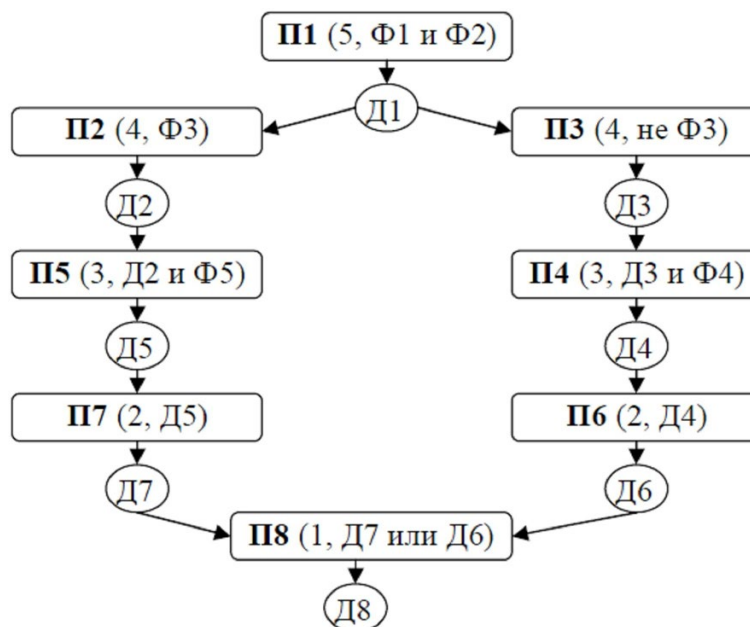 П1 (5, Ф1 и Ф2)
Д1
П2 (4, Ф3)
П3 (4, не Ф3)
Д2
Д3
П5 (3, Д2 и Ф5)
П4 (3, Д3 и Ф4)
Д5
Д4
П7 (2, Д5)
П6 (2, Д4)
Д7
Д6
П8 (1, Д7 или Д6)
Д8